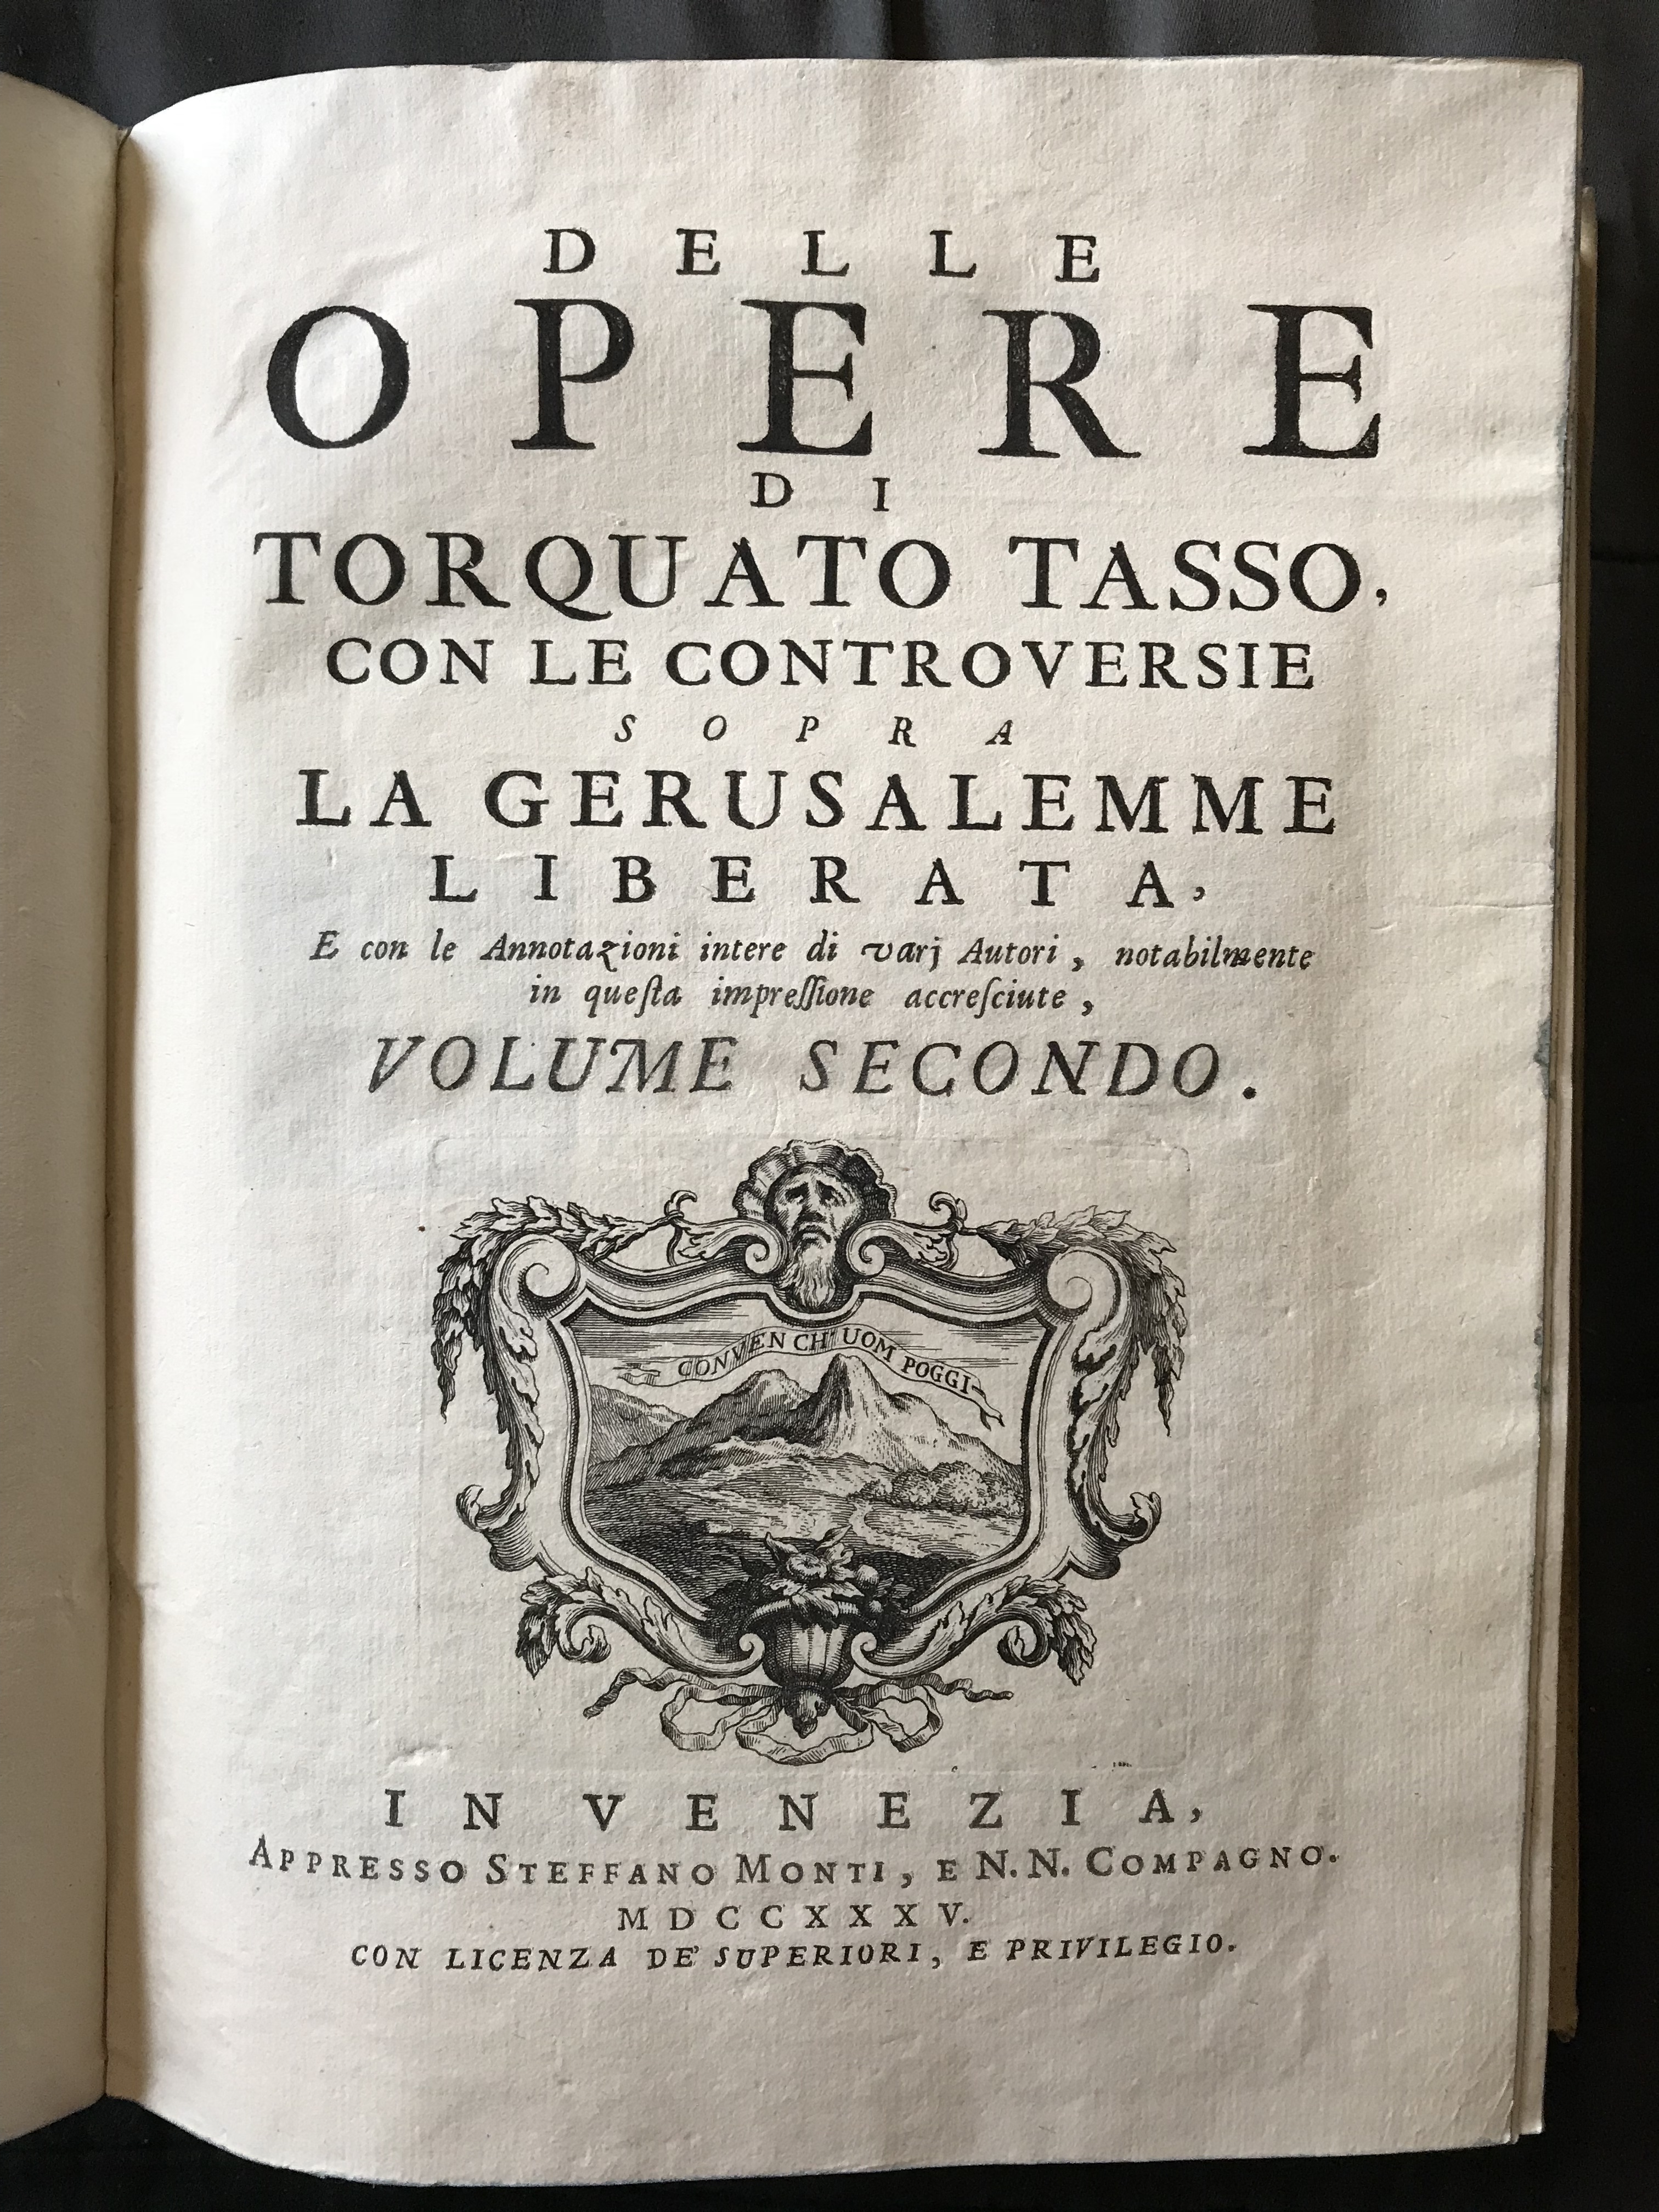 DELLE
OPERE
DI
TORQUATO TASSO,
CON LE CONTROVERSIE
SOPRA
LA GERUSALEMME
LIBERATA,
E con le Annotazioni intere di varj Autori, notabilmente
in queſta impreſſione accreſciute,
VOLUME SECONDO.
CONVEN CH' UOM POGGI
IN VENEZIA,
APPRESSO STEFFANO MONTI, E N. N. COMPAGNO.
MDCCXXXV.
CON LICENZA DE' SUPERIORI, E PRIVILEGIO.